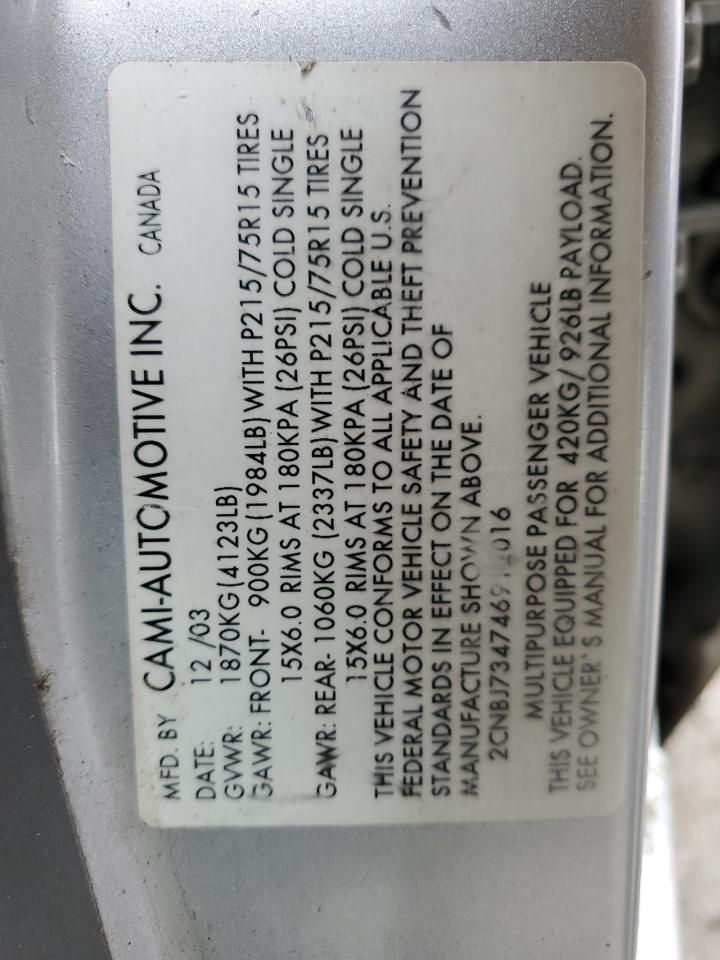 MFD. BY CAMI-AUTOMOTIVE INC. CANADA
DATE: 12 /03
GVWR: 1870KG(4123LB)
GAWR: FRONT- 900KG(1984LB)WITH P215/75R15 TIRES
15X6.0 RIMS AT 180KPA(26PSI) COLD SINGLE
GAWR: REAR- 1060KG (2337LB)WITH P215/75R15 TIRES
15X6.0 RIMS AT 180KPA(26PSI) COLD SINGLE
THIS VEHICLE CONFORMS TO ALL APPLICABLE U.S.
FEDERAL MOTOR VEHICLE SAFETY AND THEFT PREVENTION
STANDARDS IN EFFECT ON THE DATE OF
MANUFACTURE SHOWN ABOVE.
2CNBJ734746912016
MULTIPURPOSE PASSENGER VEHICLE
THIS VEHICLE EQUIPPED FOR 420KG/ 926LB PAYLOAD.
SEE OWNER`S MANUAL FOR ADDITIONAL INFORMATION.